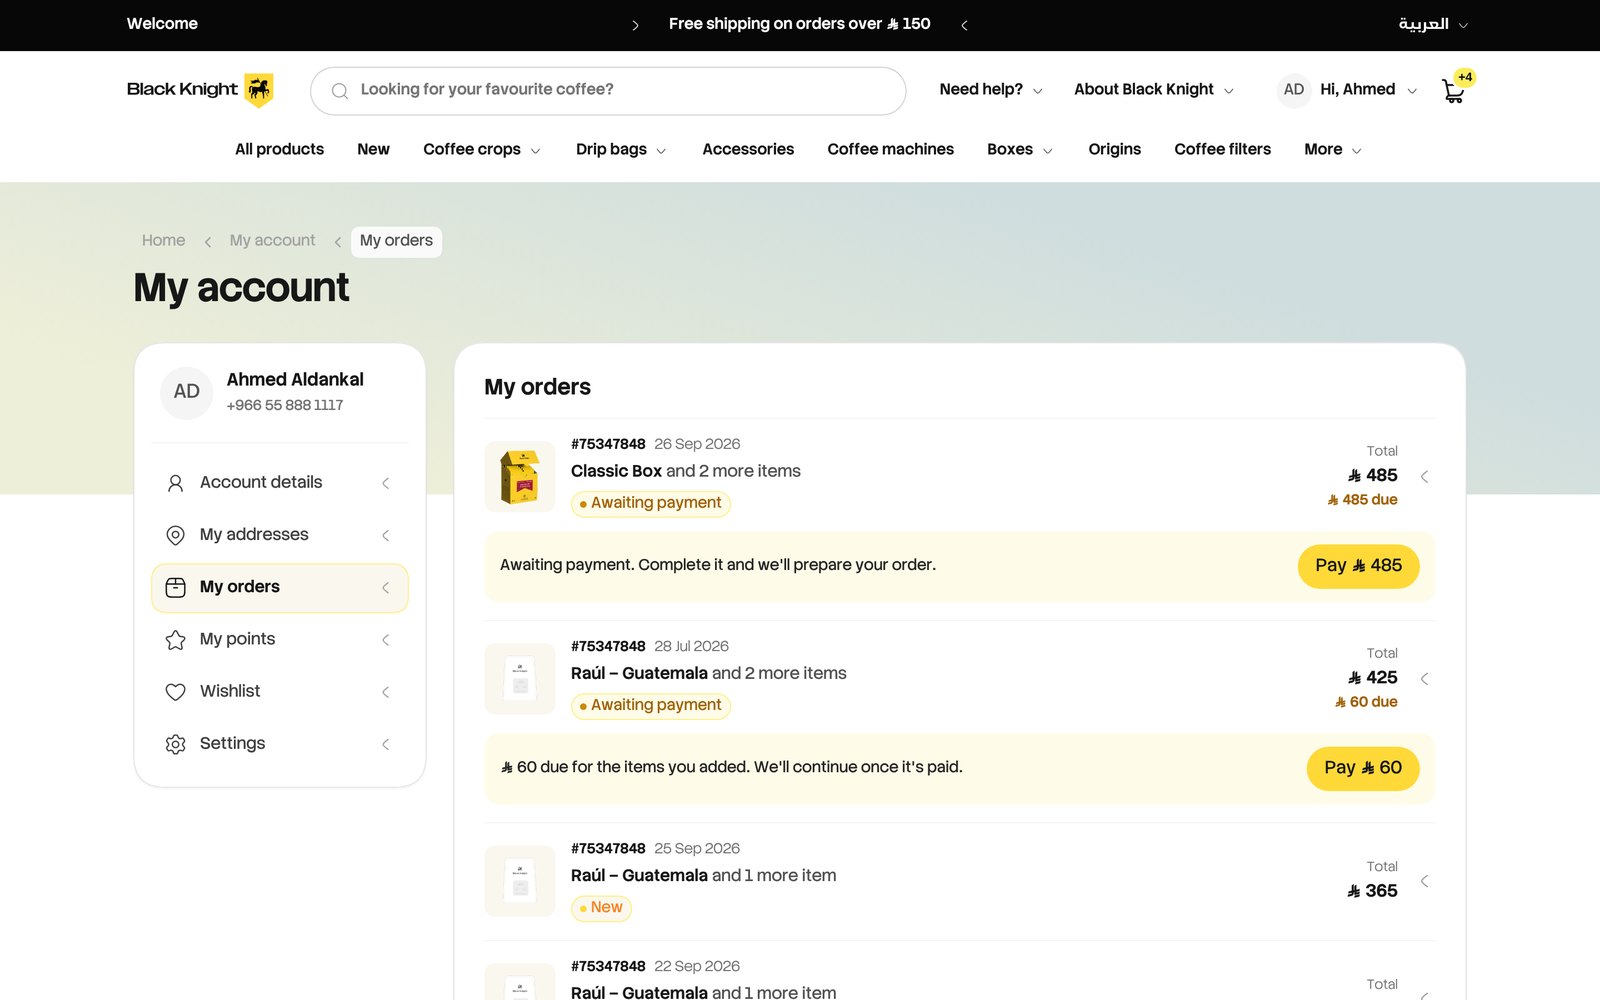 Welcome
Free shipping on orders over ⃁ 150
العربية
Black Knight
Looking for your favourite coffee?
Need help?
About Black Knight
AD
Hi, Ahmed
+4
All products
New
Coffee crops
Drip bags
Accessories
Coffee machines
Boxes
Origins
Coffee filters
More
Home
My account
My orders
My account
AD
Ahmed Aldankal
+966 55 888 1117
Account details
My addresses
My orders
My points
Wishlist
Settings
My orders
#75347848 26 Sep 2026
Classic Box and 2 more items
Awaiting payment
Total
⃁ 485
⃁ 485 due
Awaiting payment. Complete it and we'll prepare your order.
Pay ⃁ 485
#75347848 28 Jul 2026
Raúl – Guatemala and 2 more items
Awaiting payment
Total
⃁ 425
⃁ 60 due
⃁ 60 due for the items you added. We'll continue once it's paid.
Pay ⃁ 60
#75347848 25 Sep 2026
Raúl – Guatemala and 1 more item
New
Total
⃁ 365
#75347848 22 Sep 2026
Raúl – Guatemala and 1 more item
Total